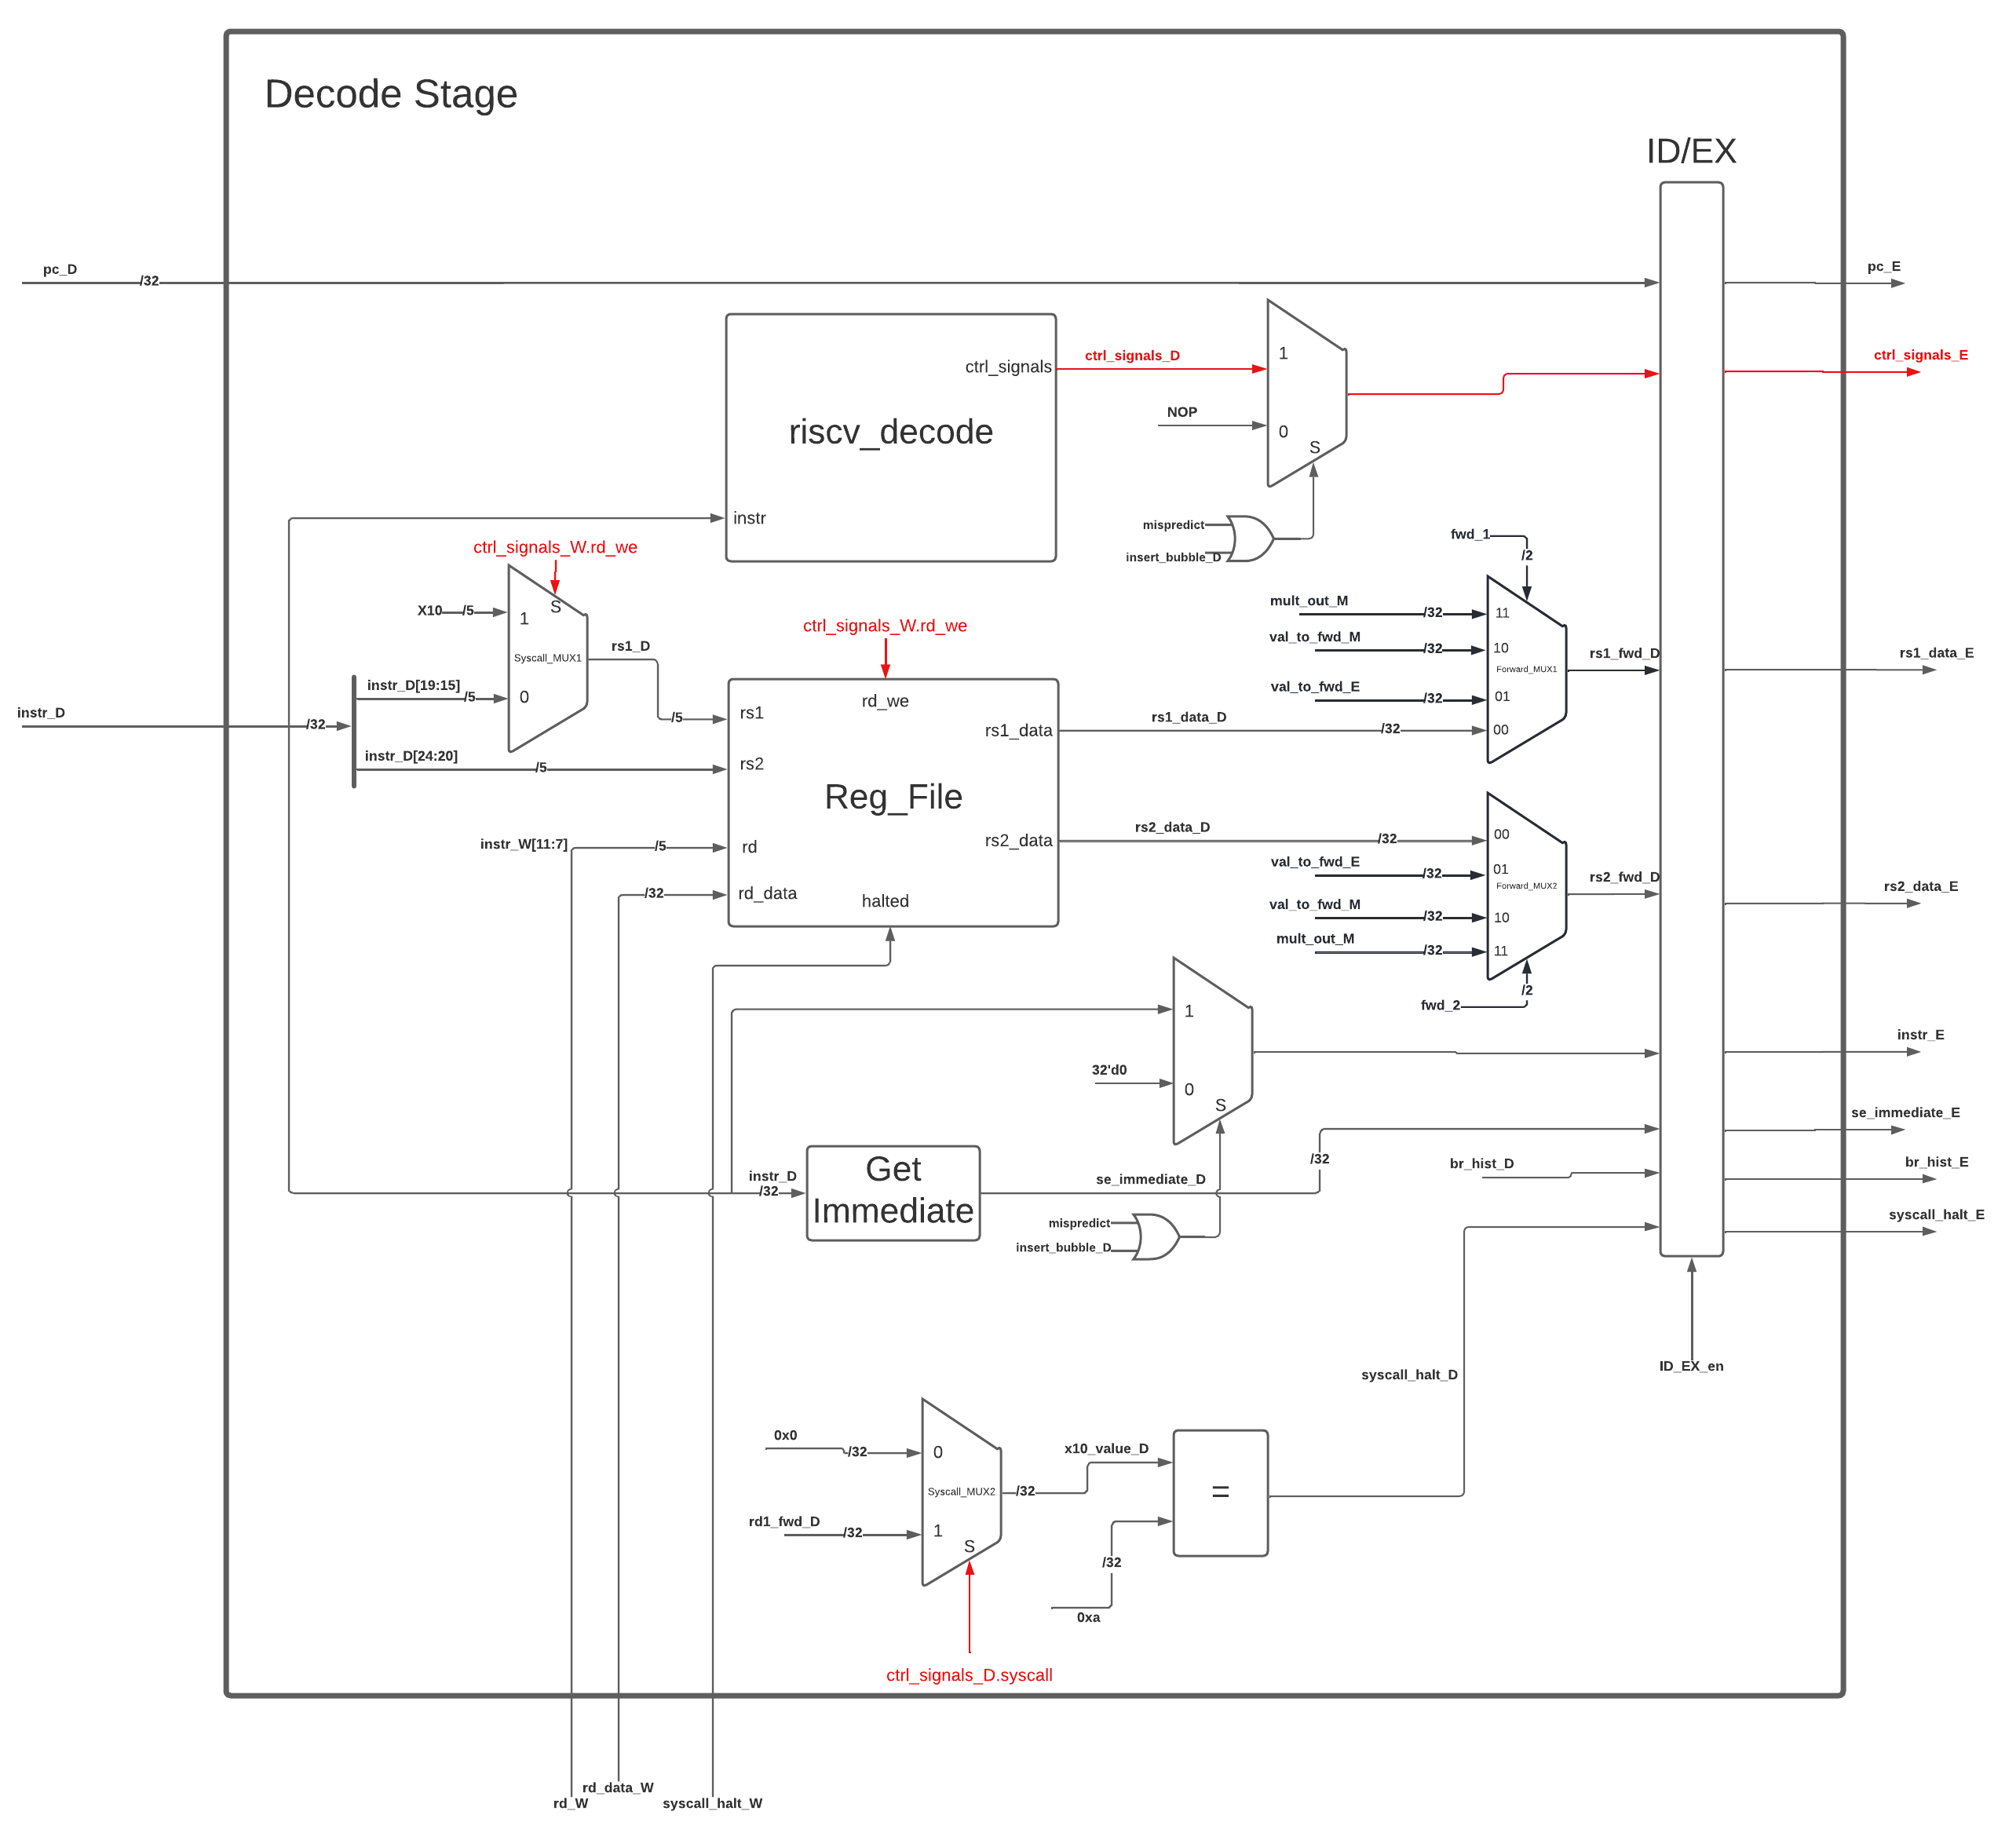 Decode Stage
ID/EX
pc_D
/32
pc_E
ctrl_signals
ctrl_signals_D
1
ctrl_signals_E
NOP
riscv_decode
0
S
instr
mispredict
insert_bubble_D
fwd_1
/2
ctrl_signals_W.rd_we
S
X10
/5
1
mult_out_M
/32
11
ctrl_signals_W.rd_we
val_to_fwd_M
/32
10
rs1_D
Syscall_MUX1
Forward_MUX1
rs1_fwd_D
rs1_data_E
instr_D[19:15]
/5
0
val_to_fwd_E
/32
01
instr_D
/32
/5
rs1
rd_we
rs1_data
rs1_data_D
/32
00
instr_D[24:20]
/5
rs2
Reg_File
rs2_data
rs2_data_D
/32
00
instr_W[11:7]
/5
rd
val_to_fwd_E
/32
01
Forward_MUX2
rs2_fwd_D
rs2_data_E
/32
rd_data
halted
val_to_fwd_M
/32
10
mult_out_M
/32
11
/2
fwd_2
1
instr_E
32'd0
0
S
se_immediate_E
instr_D
/32
Get
Immediate
se_immediate_D
/32
br_hist_D
br_hist_E
mispredict
insert_bubble_D
syscall_halt_E
ID_EX_en
syscall_halt_D
0x0
/32
0
x10_value_D
Syscall_MUX2
/32
=
rd1_fwd_D
/32
1
S
/32
0xa
ctrl_signals_D.syscall
rd_data_W
rd_W
syscall_halt_W